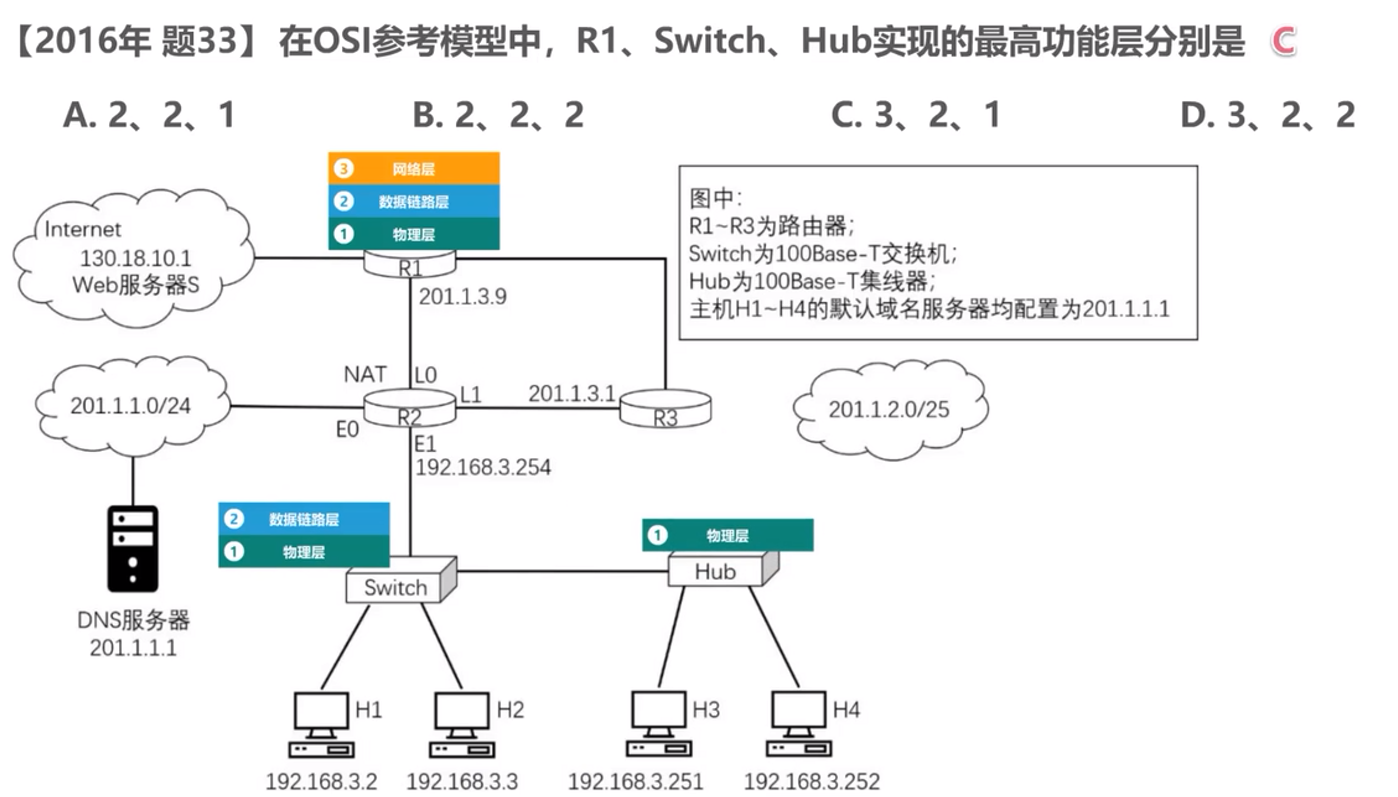 【2016年 题33】在OSI参考模型中，R1、Switch、Hub实现的最高功能层分别是 C
A. 2、2、1 B. 2、2、2 C. 3、2、1 D. 3、2、2
③ 网络层
② 数据链路层
① 物理层
图中：
R1~R3为路由器；
Switch为100Base-T交换机；
Hub为100Base-T集线器；
主机H1~H4的默认域名服务器均配置为201.1.1.1
Internet
130.18.10.1
Web服务器S
R1
201.1.3.9
NAT L0
L1
201.1.3.1
201.1.1.0/24
R2
R3
201.1.2.0/25
E0
E1
192.168.3.254
② 数据链路层
① 物理层
① 物理层
Switch
Hub
DNS服务器
201.1.1.1
H1
H2
H3
H4
192.168.3.2
192.168.3.3
192.168.3.251
192.168.3.252